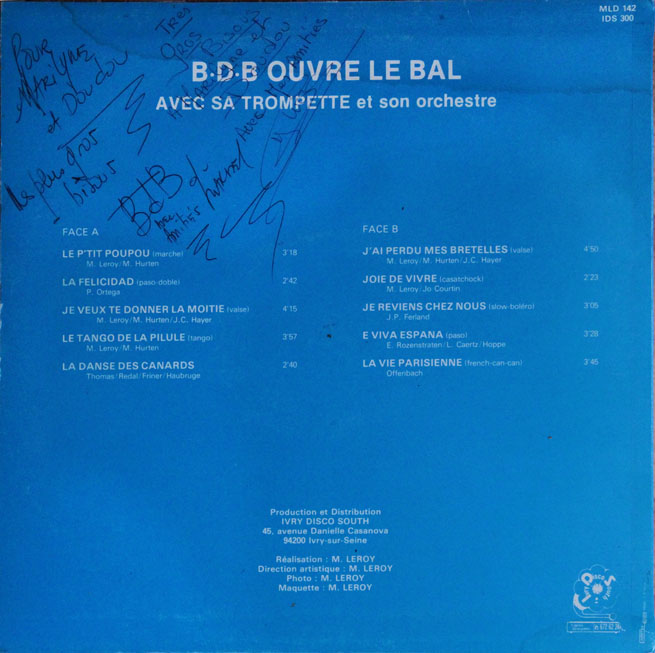 MLD 142
IDS 300
B·D·B OUVRE LE BAL
AVEC SA TROMPETTE et son orchestre
Pour
MARILYNE
et DouDou
les plus gros
bisous
Tres
Gros
Bisou
A et
Doudou
Avec amitiés
BdB
FACE A
LE P'TIT POUPOU (marche) 3'18
M. Leroy/M. Hurten
LA FELICIDAD (paso-doble) 2'42
P. Ortega
JE VEUX TE DONNER LA MOITIE (valse) 4'15
M. Leroy/M. Hurten/J.C. Hayer
LE TANGO DE LA PILULE (tango) 3'57
M. Leroy/M. Hurten
LA DANSE DES CANARDS 2'40
Thomas/Redal/Friner/Haubruge
FACE B
J'AI PERDU MES BRETELLES (valse) 4'50
M. Leroy/M. Hurten/J.C. Hayer
JOIE DE VIVRE (casatchock) 2'23
M. Leroy/Jo Courtin
JE REVIENS CHEZ NOUS (slow-boléro) 3'05
J.P. Ferland
E VIVA ESPANA (paso) 3'28
E. Rozenstraten/L. Caertz/Hoppe
LA VIE PARISIENNE (french-can-can) 3'45
Offenbach
Production et Distribution
IVRY DISCO SOUTH
45, avenue Danielle Casanova
94200 Ivry-sur-Seine
Réalisation : M. LEROY
Direction artistique : M. LEROY
Photo : M. LEROY
Maquette : M. LEROY